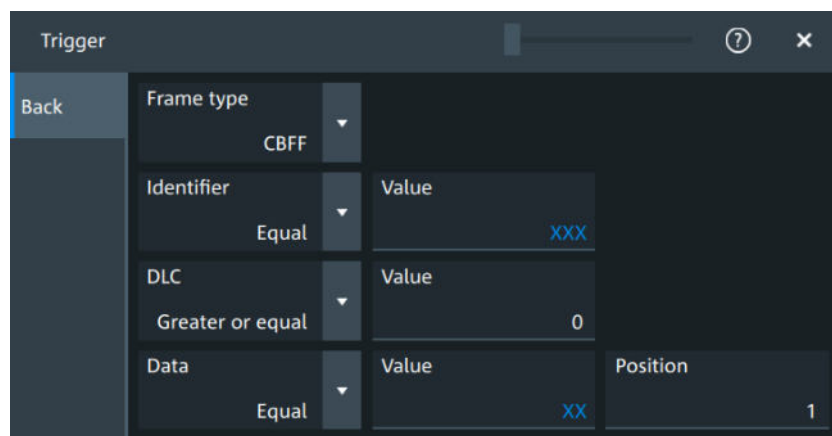 Trigger ? ×
Back
Frame type
CBFF
Identifier Value
Equal XXX
DLC Value
Greater or equal 0
Data Value Position
Equal XX 1